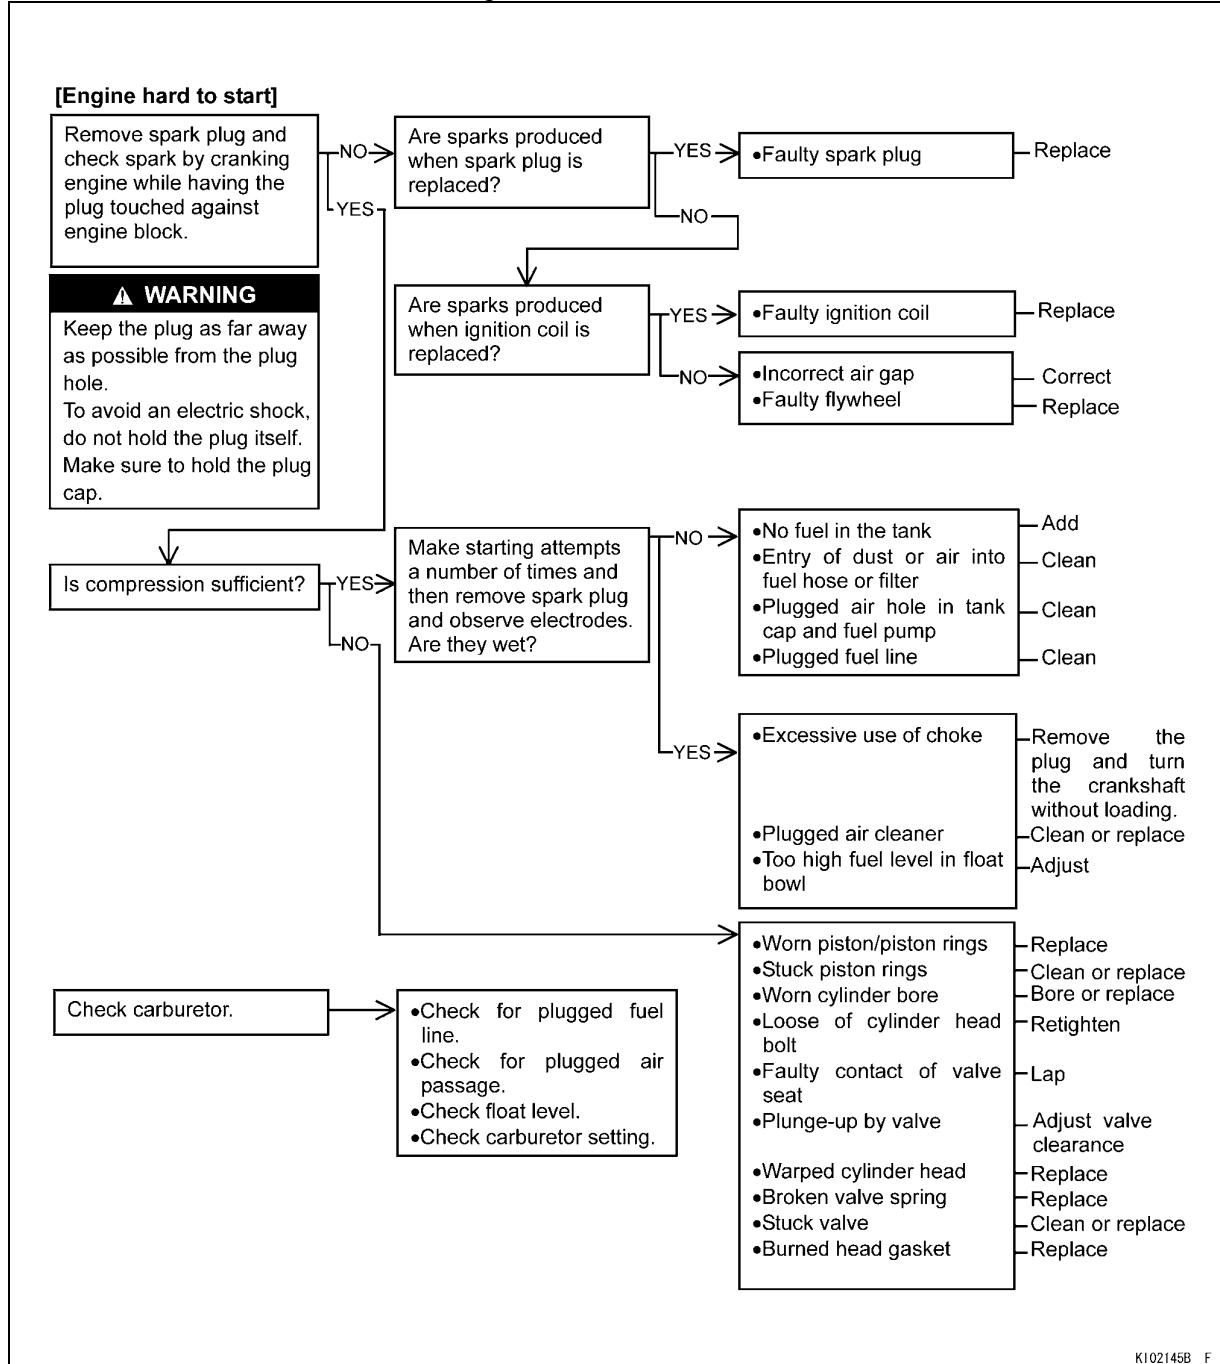 [Engine hard to start]
Remove spark plug and
check spark by cranking
engine while having the
plug touched against
engine block.
NO
YES
Are sparks produced
when spark plug is
replaced?
YES
NO
•Faulty spark plug
Replace
WARNING
Keep the plug as far away
as possible from the plug
hole.
To avoid an electric shock,
do not hold the plug itself.
Make sure to hold the plug
cap.
Are sparks produced
when ignition coil is
replaced?
YES
NO
•Faulty ignition coil
Replace
•Incorrect air gap
Correct
•Faulty flywheel
Replace
Is compression sufficient?
YES
NO
Make starting attempts
a number of times and
then remove spark plug
and observe electrodes.
Are they wet?
NO
YES
•No fuel in the tank
Add
•Entry of dust or air into
fuel hose or filter
Clean
•Plugged air hole in tank
cap and fuel pump
Clean
•Plugged fuel line
Clean
•Excessive use of choke
Remove the
plug and turn
the crankshaft
without loading.
•Plugged air cleaner
Clean or replace
•Too high fuel level in float
bowl
Adjust
•Worn piston/piston rings
Replace
•Stuck piston rings
Clean or replace
•Worn cylinder bore
Bore or replace
•Loose of cylinder head
bolt
Retighten
•Faulty contact of valve
seat
Lap
•Plunge-up by valve
Adjust valve
clearance
•Warped cylinder head
Replace
•Broken valve spring
Replace
•Stuck valve
Clean or replace
•Burned head gasket
Replace
Check carburetor.
•Check for plugged fuel
line.
•Check for plugged air
passage.
•Check float level.
•Check carburetor setting.
KI02145B F